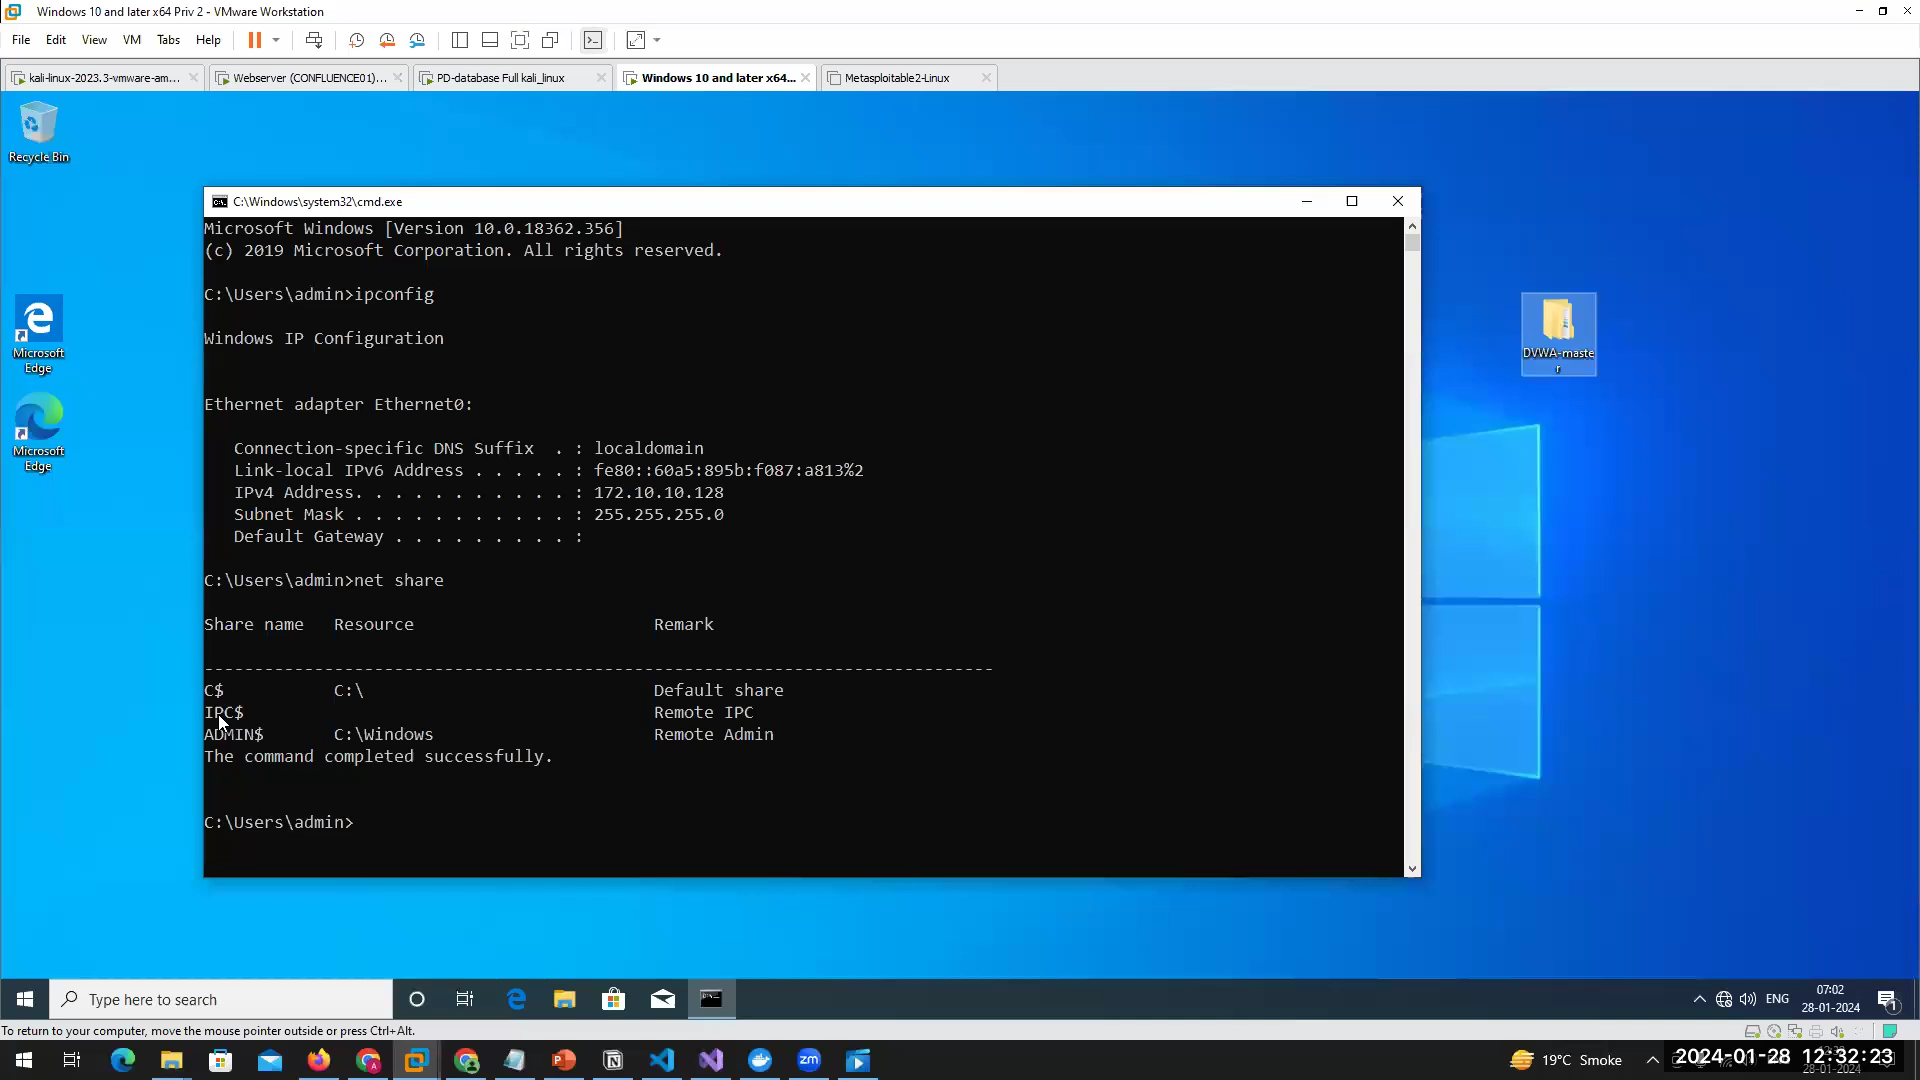 Windows 10 and later x64 Priv 2 - VMware Workstation
File Edit View VM Tabs Help
kali-linux-2023.3-vmware-am... Webserver (CONFLUENCE01)... PD-database Full kali_linux Windows 10 and later x64... Metasploitable2-Linux
Recycle Bin
Microsoft
Edge
Microsoft
Edge
DVWA-maste
r
C:\Windows\system32\cmd.exe
Microsoft Windows [Version 10.0.18362.356]
(c) 2019 Microsoft Corporation. All rights reserved.
C:\Users\admin>ipconfig
Windows IP Configuration
Ethernet adapter Ethernet0:
Connection-specific DNS Suffix . : localdomain
Link-local IPv6 Address . . . . . : fe80::60a5:895b:f087:a813%2
IPv4 Address. . . . . . . . . . . : 172.10.10.128
Subnet Mask . . . . . . . . . . . : 255.255.255.0
Default Gateway . . . . . . . . . :
C:\Users\admin>net share
Share name Resource Remark
-------------------------------------------------------------------------------
C$ C:\ Default share
IPC$ Remote IPC
ADMIN$ C:\Windows Remote Admin
The command completed successfully.
C:\Users\admin>
Type here to search
ENG
07:02
28-01-2024
1
To return to your computer, move the mouse pointer outside or press Ctrl+Alt.
zm
19°C Smoke
2024-01-28 12:32:23
28-01-2024